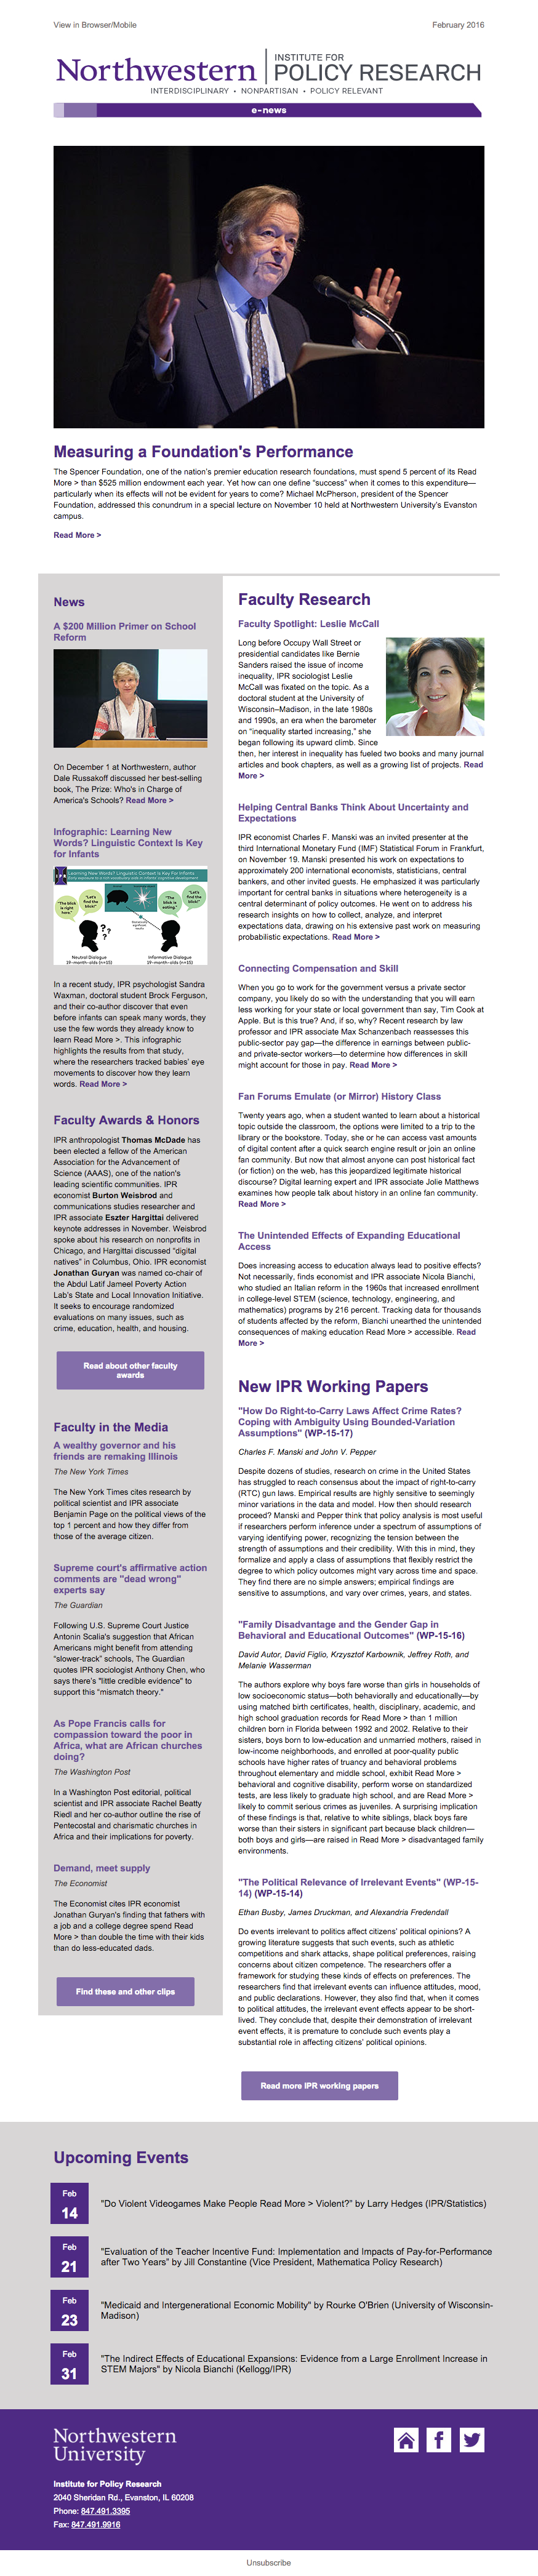 View in Browser/Mobile
February 2016
Northwestern
INSTITUTE FOR
POLICY RESEARCH
INTERDISCIPLINARY • NONPARTISAN • POLICY RELEVANT
e-news
Measuring a Foundation's Performance
The Spencer Foundation, one of the nation's premier education research foundations, must spend 5 percent of its Read
More > than $525 million endowment each year. Yet how can one define "success" when it comes to this expenditure—
particularly when its effects will not be evident for years to come? Michael McPherson, president of the Spencer
Foundation, addressed this conundrum in a special lecture on November 10 held at Northwestern University's Evanston
campus.
Read More >
News
A $200 Million Primer on School
Reform
On December 1 at Northwestern, author
Dale Russakoff discussed her best-selling
book, The Prize: Who's in Charge of
America's Schools? Read More >
Infographic: Learning New
Words? Linguistic Context Is Key
for Infants
Learning New Words? Linguistic Context Is Key For Infants
"The blick
is right
here."
"Let's
find the
blick!"
"The blick
is
eating."
"Let's
find the
blick!"
? ? ?
Neutral Dialogue
19-month-olds (n=15)
Informative Dialogue
19-month-olds (n=15)
In a recent study, IPR psychologist Sandra
Waxman, doctoral student Brock Ferguson,
and their co-author discover that even
before infants can speak many words, they
use the few words they already know to
learn Read More >. This infographic
highlights the results from that study,
where the researchers tracked babies' eye
movements to discover how they learn
words. Read More >
Faculty Awards & Honors
IPR anthropologist Thomas McDade has
been elected a fellow of the American
Association for the Advancement of
Science (AAAS), one of the nation's
leading scientific communities. IPR
economist Burton Weisbrod and
communications studies researcher and
IPR associate Eszter Hargittai delivered
keynote addresses in November. Weisbrod
spoke about his research on nonprofits in
Chicago, and Hargittai discussed "digital
natives" in Columbus, Ohio. IPR economist
Jonathan Guryan was named co-chair of
the Abdul Latif Jameel Poverty Action
Lab's State and Local Innovation Initiative.
It seeks to encourage randomized
evaluations on many issues, such as
crime, education, health, and housing.
Read about other faculty
awards
Faculty in the Media
A wealthy governor and his
friends are remaking Illinois
The New York Times
The New York Times cites research by
political scientist and IPR associate
Benjamin Page on the political views of the
top 1 percent and how they differ from
those of the average citizen.
Supreme court's affirmative action
comments are "dead wrong"
experts say
The Guardian
Following U.S. Supreme Court Justice
Antonin Scalia's suggestion that African
Americans might benefit from attending
"slower-track" schools, The Guardian
quotes IPR sociologist Anthony Chen, who
says there's "little credible evidence" to
support this "mismatch theory."
As Pope Francis calls for
compassion toward the poor in
Africa, what are African churches
doing?
The Washington Post
In a Washington Post editorial, political
scientist and IPR associate Rachel Beatty
Riedl and her co-author outline the rise of
Pentecostal and charismatic churches in
Africa and their implications for poverty.
Demand, meet supply
The Economist
The Economist cites IPR economist
Jonathan Guryan's finding that fathers with
a job and a college degree spend Read
More > than double the time with their kids
than do less-educated dads.
Find these and other clips
Faculty Research
Faculty Spotlight: Leslie McCall
Long before Occupy Wall Street or
presidential candidates like Bernie
Sanders raised the issue of income
inequality, IPR sociologist Leslie
McCall was fixated on the topic. As a
doctoral student at the University of
Wisconsin–Madison, in the late 1980s
and 1990s, an era when the barometer
on "inequality started increasing," she
began following its upward climb. Since
then, her interest in inequality has fueled two books and many journal
articles and book chapters, as well as a growing list of projects. Read
More >
Helping Central Banks Think About Uncertainty and
Expectations
IPR economist Charles F. Manski was an invited presenter at the
third International Monetary Fund (IMF) Statistical Forum in Frankfurt,
on November 19. Manski presented his work on expectations to
approximately 200 international economists, statisticians, central
bankers, and other invited guests. He emphasized it was particularly
important for central banks in situations where heterogeneity is a
central determinant of policy outcomes. He went on to address his
research insights on how to collect, analyze, and interpret
expectations data, drawing on his extensive past work on measuring
probabilistic expectations. Read More >
Connecting Compensation and Skill
When you go to work for the government versus a private sector
company, you likely do so with the understanding that you will earn
less working for your state or local government than say, Tim Cook at
Apple. But is this true? And, if so, why? Recent research by law
professor and IPR associate Max Schanzenbach reassesses this
public-sector pay gap—the difference in earnings between public-
and private-sector workers—to determine how differences in skill
might account for those in pay. Read More >
Fan Forums Emulate (or Mirror) History Class
Twenty years ago, when a student wanted to learn about a historical
topic outside the classroom, the options were limited to a trip to the
library or the bookstore. Today, she or he can access vast amounts
of digital content after a quick search engine result or join an online
fan community. But now that almost anyone can post historical fact
(or fiction) on the web, has this jeopardized legitimate historical
discourse? Digital learning expert and IPR associate Jolie Matthews
examines how people talk about history in an online fan community.
Read More >
The Unintended Effects of Expanding Educational
Access
Does increasing access to education always lead to positive effects?
Not necessarily, finds economist and IPR associate Nicola Bianchi,
who studied an Italian reform in the 1960s that increased enrollment
in college-level STEM (science, technology, engineering, and
mathematics) programs by 216 percent. Tracking data for thousands
of students affected by the reform, Bianchi unearthed the unintended
consequences of making education Read More > accessible. Read
More >
New IPR Working Papers
"How Do Right-to-Carry Laws Affect Crime Rates?
Coping with Ambiguity Using Bounded-Variation
Assumptions" (WP-15-17)
Charles F. Manski and John V. Pepper
Despite dozens of studies, research on crime in the United States
has struggled to reach consensus about the impact of right-to-carry
(RTC) gun laws. Empirical results are highly sensitive to seemingly
minor variations in the data and model. How then should research
proceed? Manski and Pepper think that policy analysis is most useful
if researchers perform inference under a spectrum of assumptions of
varying identifying power, recognizing the tension between the
strength of assumptions and their credibility. With this in mind, they
formalize and apply a class of assumptions that flexibly restrict the
degree to which policy outcomes might vary across time and space.
They find there are no simple answers; empirical findings are
sensitive to assumptions, and vary over crimes, years, and states.
"Family Disadvantage and the Gender Gap in
Behavioral and Educational Outcomes" (WP-15-16)
David Autor, David Figlio, Krzysztof Karbownik, Jeffrey Roth, and
Melanie Wasserman
The authors explore why boys fare worse than girls in households of
low socioeconomic status—both behaviorally and educationally—by
using matched birth certificates, health, disciplinary, academic, and
high school graduation records for Read More > than 1 million
children born in Florida between 1992 and 2002. Relative to their
sisters, boys born to low-education and unmarried mothers, raised in
low-income neighborhoods, and enrolled at poor-quality public
schools have higher rates of truancy and behavioral problems
throughout elementary and middle school, exhibit Read More >
behavioral and cognitive disability, perform worse on standardized
tests, are less likely to graduate high school, and are Read More >
likely to commit serious crimes as juveniles. A surprising implication
of these findings is that, relative to white siblings, black boys fare
worse than their sisters in significant part because black children—
both boys and girls—are raised in Read More > disadvantaged family
environments.
"The Political Relevance of Irrelevant Events" (WP-15-
14) (WP-15-14)
Ethan Busby, James Druckman, and Alexandria Fredendall
Do events irrelevant to politics affect citizens' political opinions? A
growing literature suggests that such events, such as athletic
competitions and shark attacks, shape political preferences, raising
concerns about citizen competence. The researchers offer a
framework for studying these kinds of effects on preferences. The
researchers find that irrelevant events can influence attitudes, mood,
and public declarations. However, they also find that, when it comes
to political attitudes, the irrelevant event effects appear to be short-
lived. They conclude that, despite their demonstration of irrelevant
event effects, it is premature to conclude such events play a
substantial role in affecting citizens' political opinions.
Read more IPR working papers
Upcoming Events
Feb
14
"Do Violent Videogames Make People Read More > Violent?" by Larry Hedges (IPR/Statistics)
Feb
21
"Evaluation of the Teacher Incentive Fund: Implementation and Impacts of Pay-for-Performance
after Two Years" by Jill Constantine (Vice President, Mathematica Policy Research)
Feb
23
"Medicaid and Intergenerational Economic Mobility" by Rourke O'Brien (University of Wisconsin-
Madison)
Feb
31
"The Indirect Effects of Educational Expansions: Evidence from a Large Enrollment Increase in
STEM Majors" by Nicola Bianchi (Kellogg/IPR)
Northwestern
University
Institute for Policy Research
2040 Sheridan Rd., Evanston, IL 60208
Phone: 847.491.3395
Fax: 847.491.9916
Unsubscribe